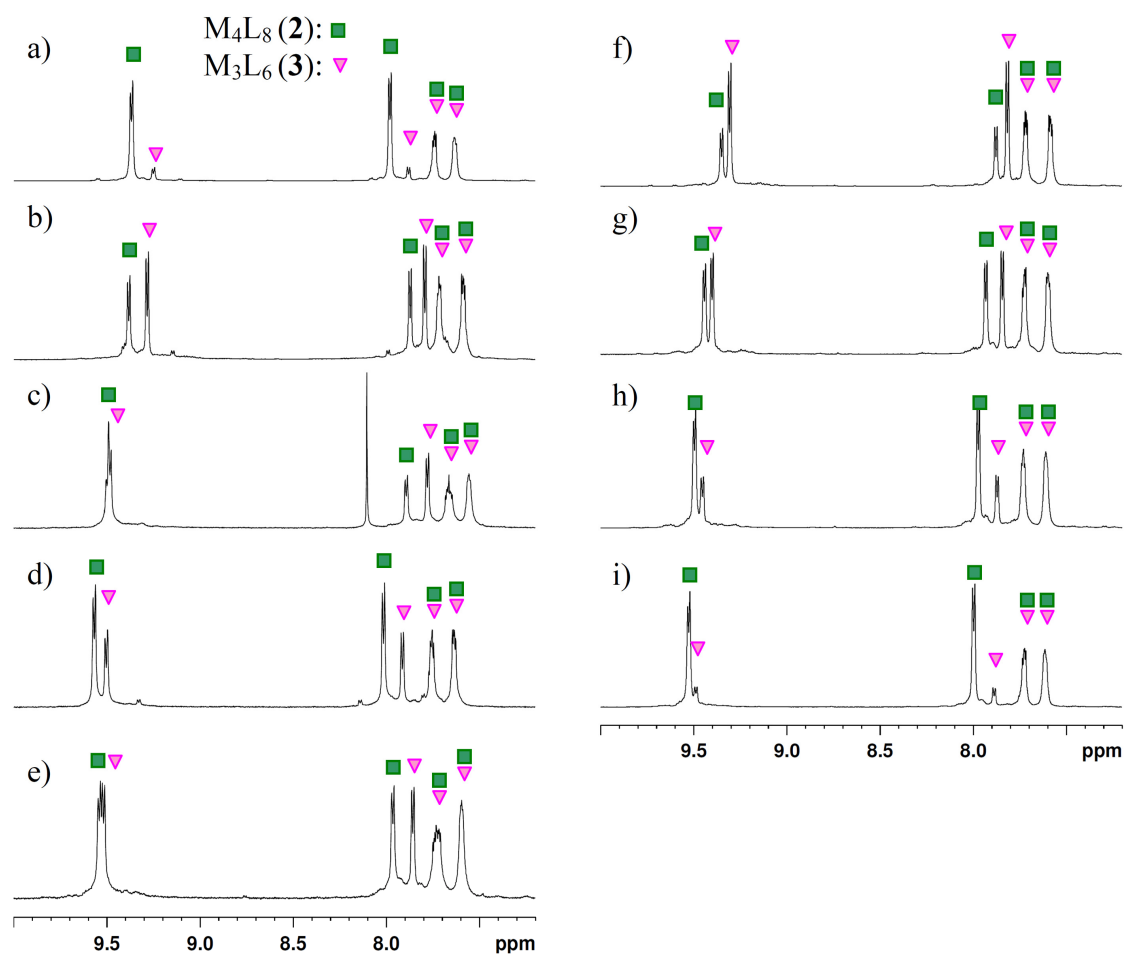 a)
M₄L₈ (2):
M₃L₆ (3):
b)
c)
d)
e)
9.5 9.0 8.5 8.0 ppm
f)
g)
h)
i)
9.5 9.0 8.5 8.0 ppm